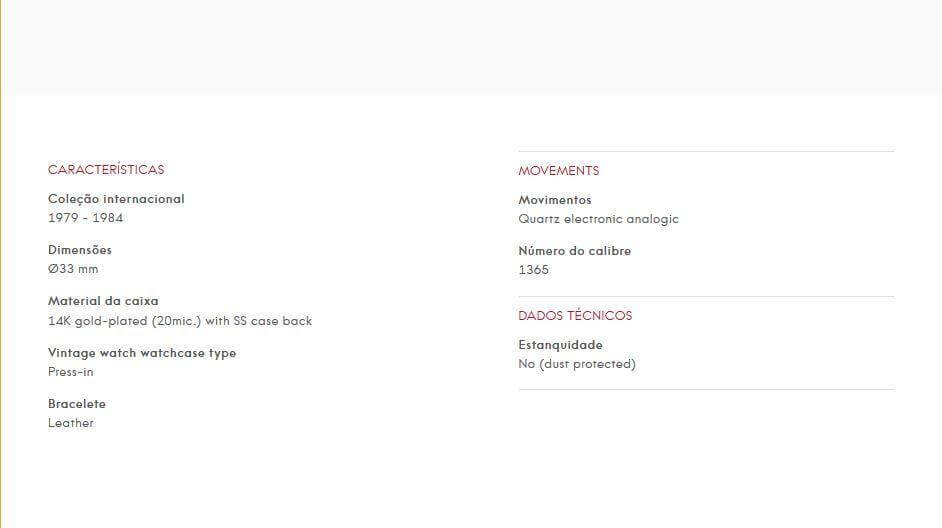 CARACTERÍSTICAS
Coleção internacional
1979 - 1984
Dimensões
Ø33 mm
Material da caixa
14K gold-plated (20mic.) with SS case back
Vintage watch watchcase type
Press-in
Bracelete
Leather
MOVEMENTS
Movimentos
Quartz electronic analogic
Número do calibre
1365
DADOS TÉCNICOS
Estanquidade
No (dust protected)